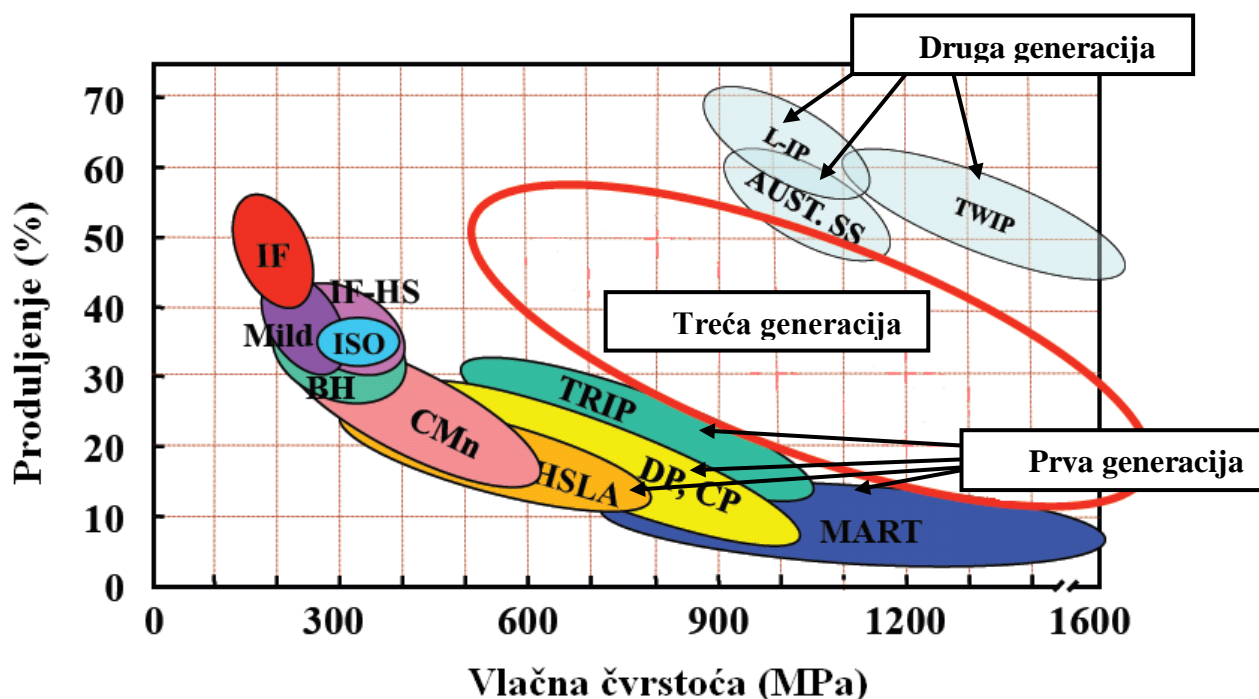 Druga generacija
70
60
50
40
30
20
10
0
Produljenje (%)
L-IP
AUST. SS
TWIP
IF
IF-HS
Mild
ISO
BH
Treća generacija
TRIP
CMn
DP, CP
HSLA
MART
Prva generacija
0
300
600
900
1200
1600
Vlačna čvrstoća (MPa)